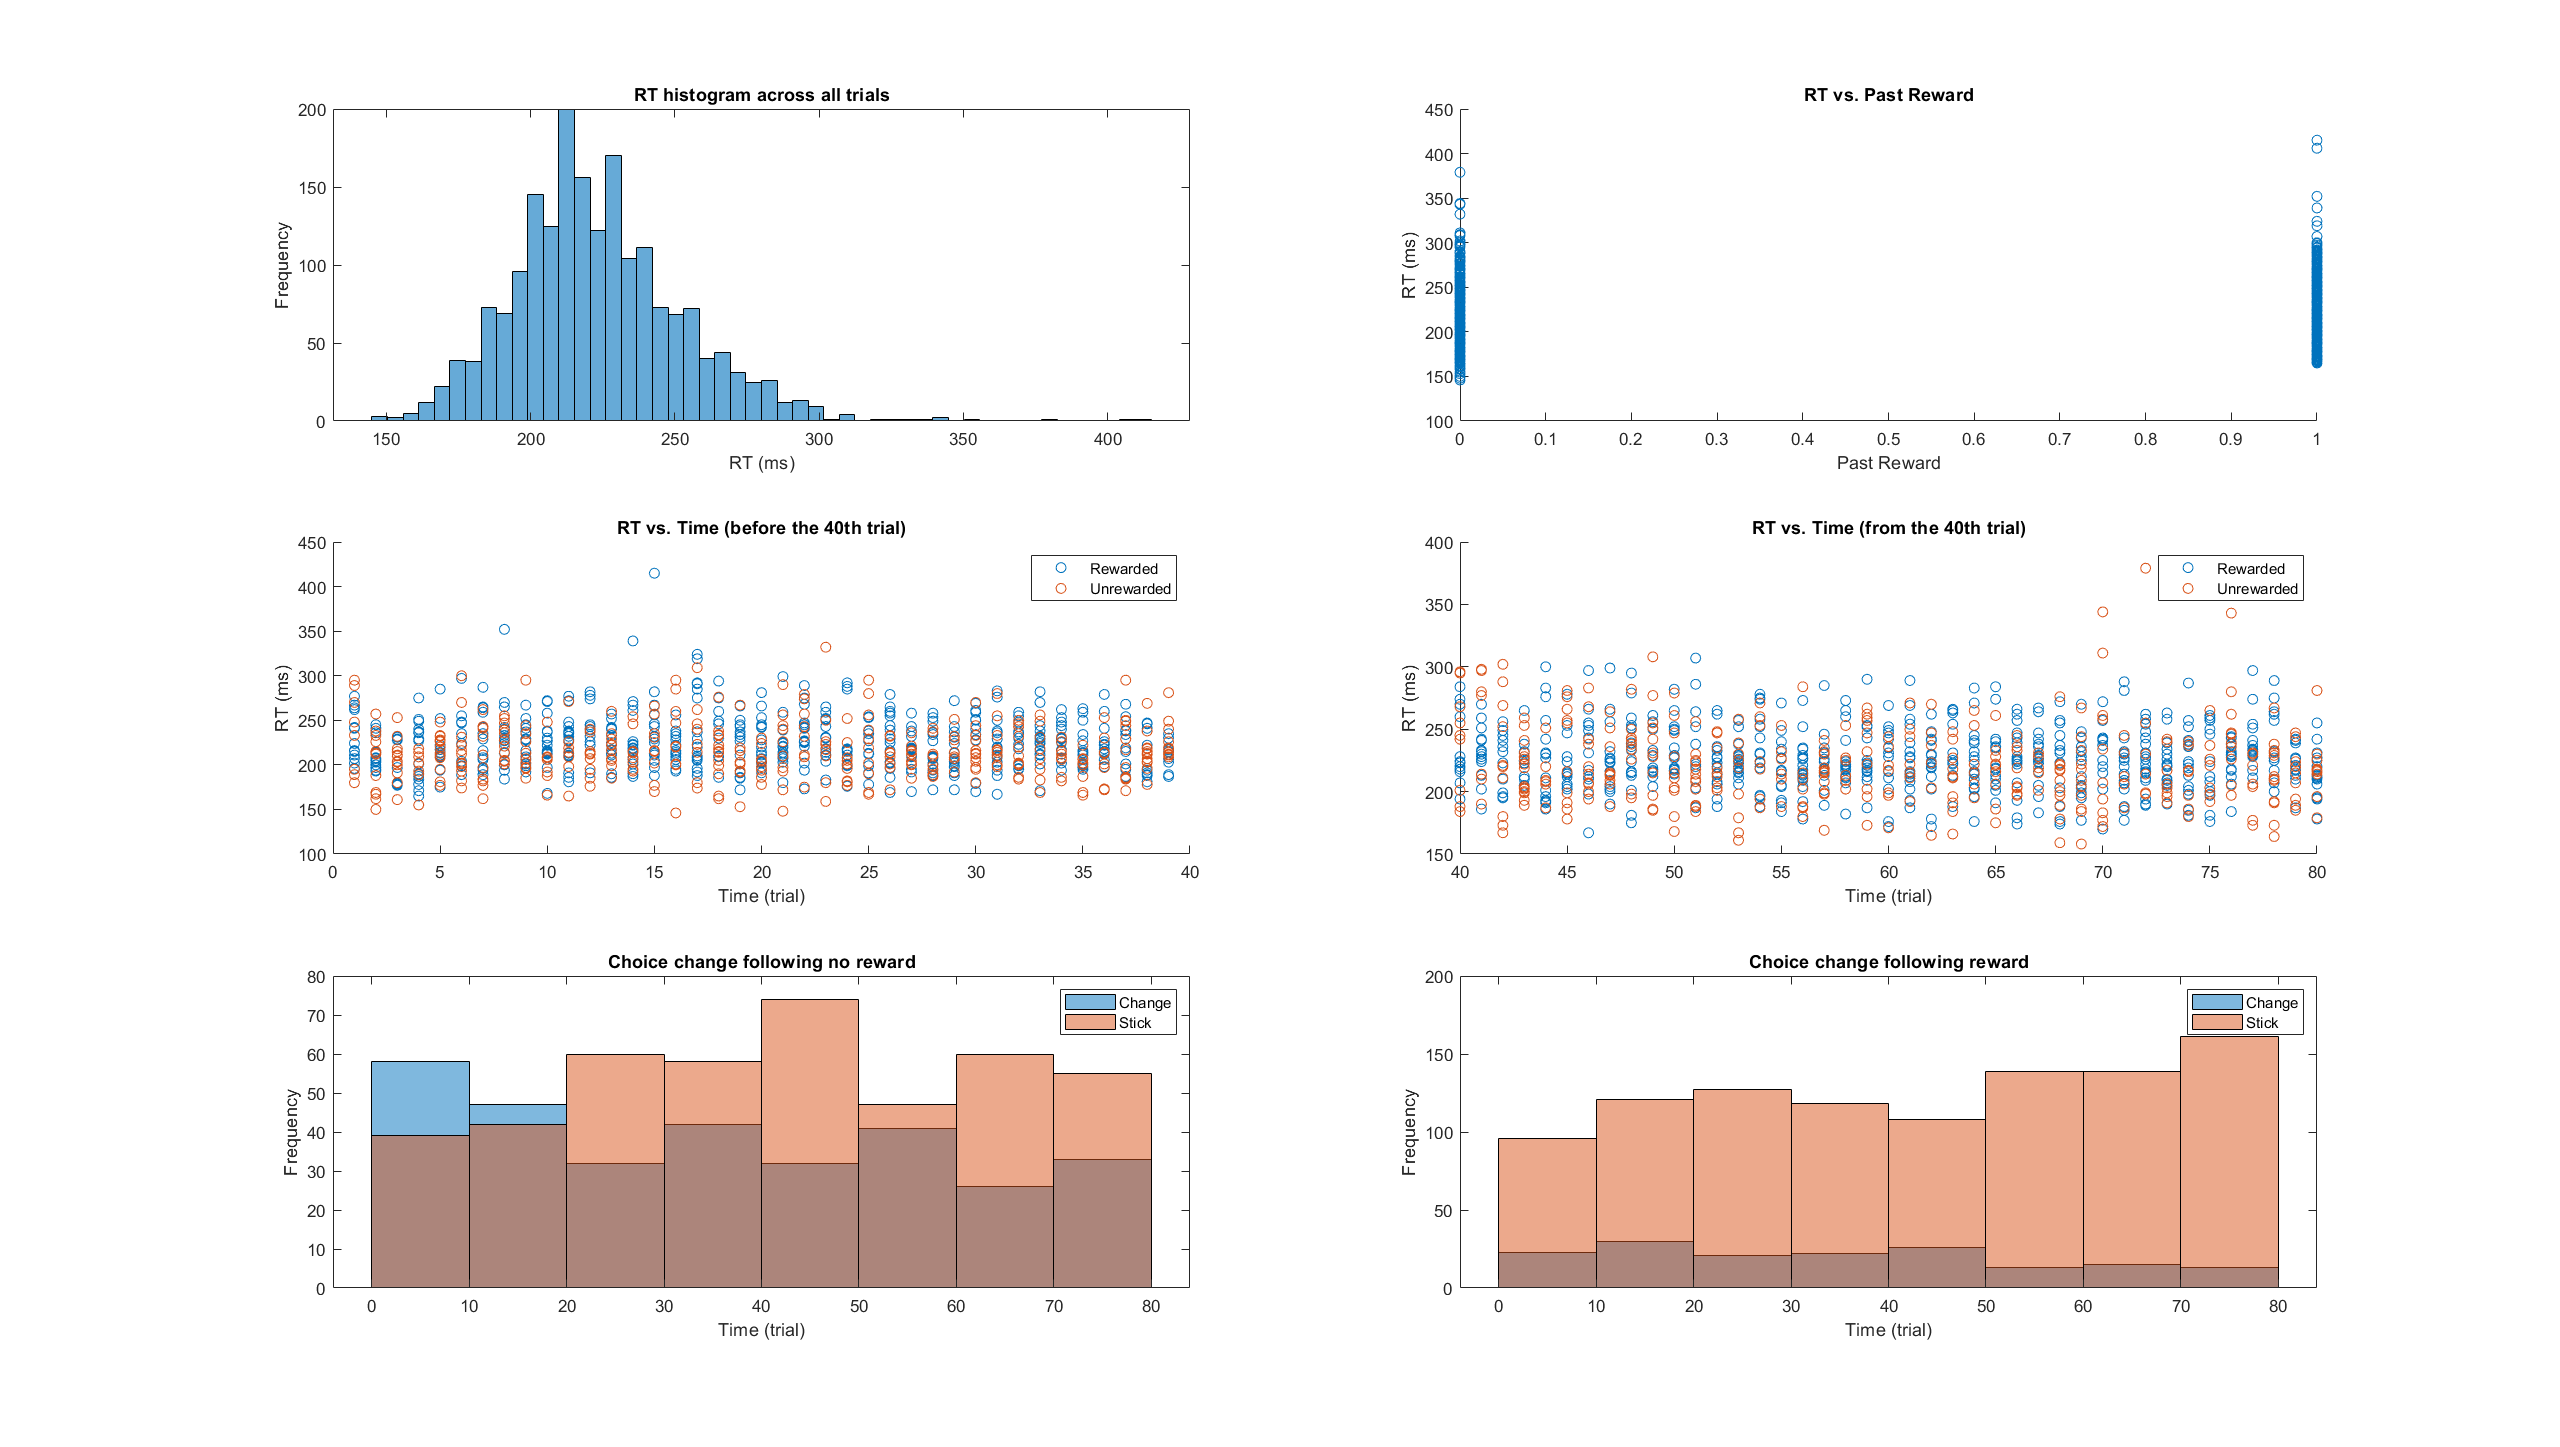 RT histogram across all trials
200
150
100
50
0
150 200 250 300 350 400
Frequency
RT (ms)
RT vs. Past Reward
450
400
350
300
250
200
150
100
0 0.1 0.2 0.3 0.4 0.5 0.6 0.7 0.8 0.9 1
RT (ms)
Past Reward
RT vs. Time (before the 40th trial)
450
400
350
300
250
200
150
100
0 5 10 15 20 25 30 35 40
RT (ms)
Time (trial)
Rewarded
Unrewarded
RT vs. Time (from the 40th trial)
400
350
300
250
200
150
40 45 50 55 60 65 70 75 80
RT (ms)
Time (trial)
Rewarded
Unrewarded
Choice change following no reward
80
70
60
50
40
30
20
10
0
0 10 20 30 40 50 60 70 80
Frequency
Time (trial)
Change
Stick
Choice change following reward
200
150
100
50
0
0 10 20 30 40 50 60 70 80
Frequency
Time (trial)
Change
Stick